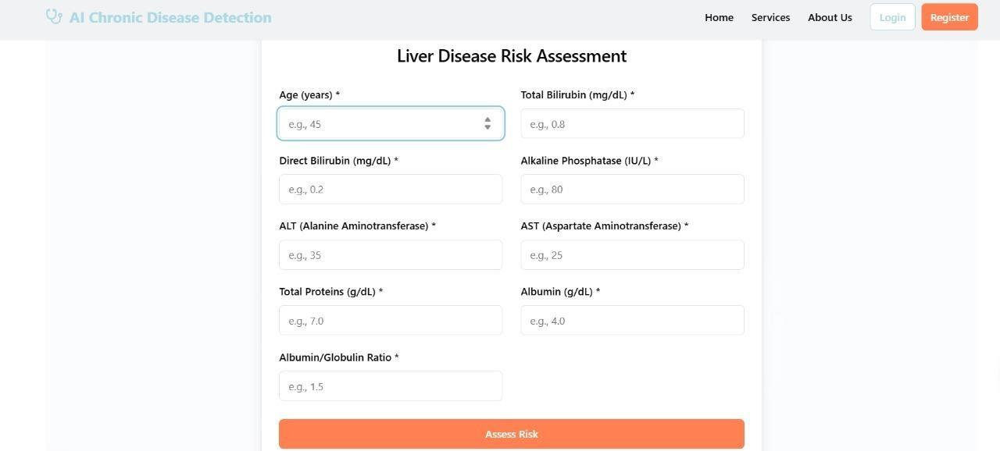 AI Chronic Disease Detection
Home
Services
About Us
Login
Register
Liver Disease Risk Assessment
Age (years) *
Total Bilirubin (mg/dL) *
e.g., 45
e.g., 0.8
Direct Bilirubin (mg/dL) *
Alkaline Phosphatase (IU/L) *
e.g., 0.2
e.g., 80
ALT (Alanine Aminotransferase) *
AST (Aspartate Aminotransferase) *
e.g., 35
e.g., 25
Total Proteins (g/dL) *
Albumin (g/dL) *
e.g., 7.0
e.g., 4.0
Albumin/Globulin Ratio *
e.g., 1.5
Assess Risk